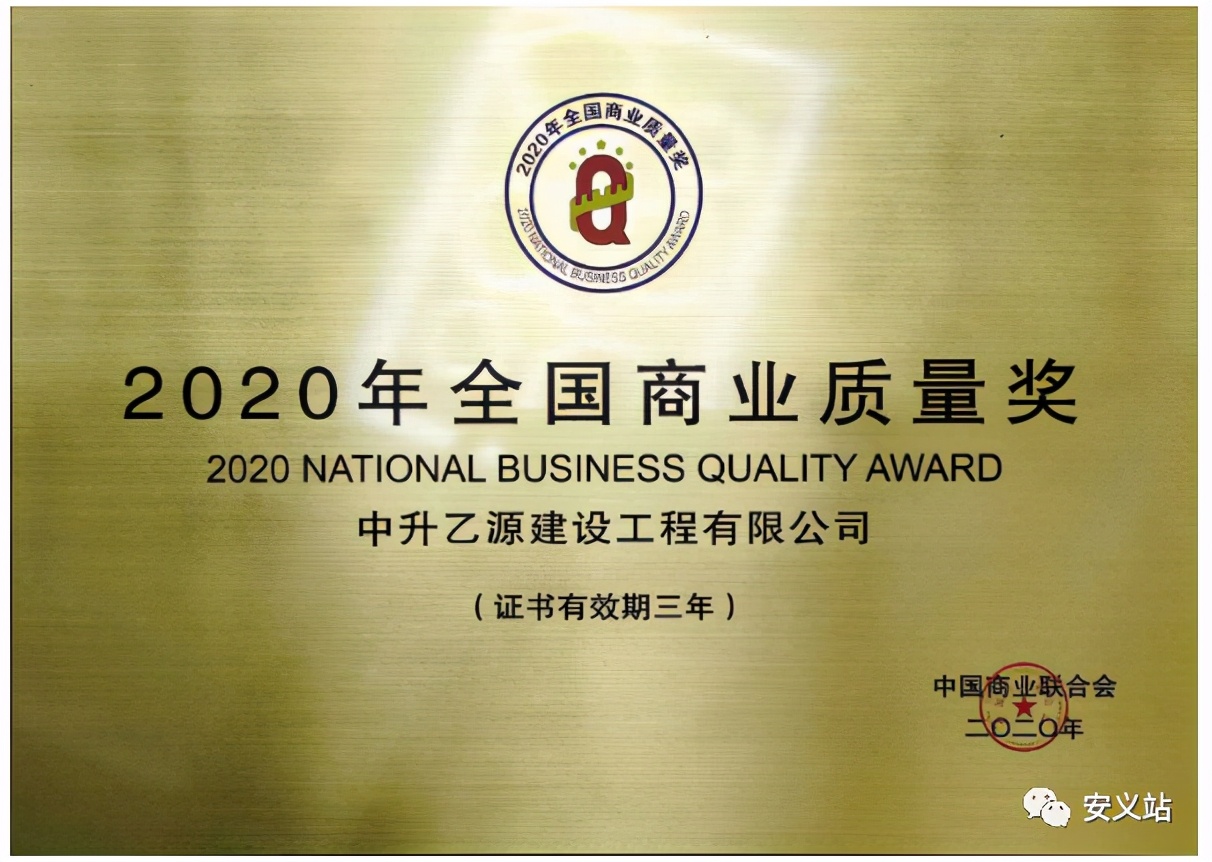 2020年全国商业质量奖
2020 NATIONAL BUSINESS QUALITY AWARD
2020年全国商业质量奖
2020 NATIONAL BUSINESS QUALITY AWARD
中升乙源建设工程有限公司
（证书有效期三年）
中国商业联合会
二〇二〇年
安义站